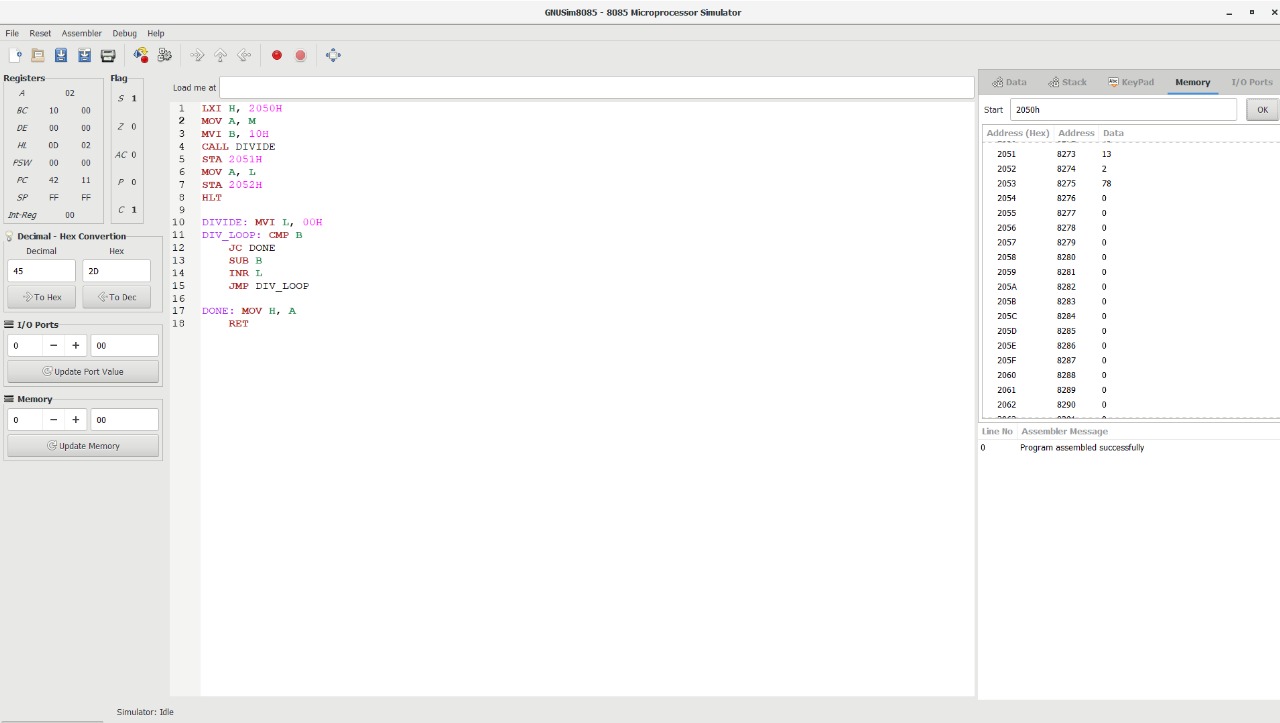 GNUSim8085 - 8085 Microprocessor Simulator
File Reset Assembler Debug Help
Registers
A 02
BC 10 00
DE 00 00
HL 0D 02
PSW 00 00
PC 42 11
SP FF FF
Int-Reg 00
Flag
S 1
Z 0
AC 0
P 0
C 1
Decimal - Hex Convertion
Decimal Hex
45 2D
To Hex To Dec
I/O Ports
0 − + 00
Update Port Value
Memory
0 − + 00
Update Memory
Load me at
1 LXI H, 2050H
2 MOV A, M
3 MVI B, 10H
4 CALL DIVIDE
5 STA 2051H
6 MOV A, L
7 STA 2052H
8 HLT
9
10 DIVIDE: MVI L, 00H
11 DIV_LOOP: CMP B
12 JC DONE
13 SUB B
14 INR L
15 JMP DIV_LOOP
16
17 DONE: MOV H, A
18 RET
Data Stack KeyPad Memory I/O Ports
Start 2050h OK
Address (Hex) Address Data
2051 8273 13
2052 8274 2
2053 8275 78
2054 8276 0
2055 8277 0
2056 8278 0
2057 8279 0
2058 8280 0
2059 8281 0
205A 8282 0
205B 8283 0
205C 8284 0
205D 8285 0
205E 8286 0
205F 8287 0
2060 8288 0
2061 8289 0
2062 8290 0
Line No Assembler Message
0 Program assembled successfully
Simulator: Idle